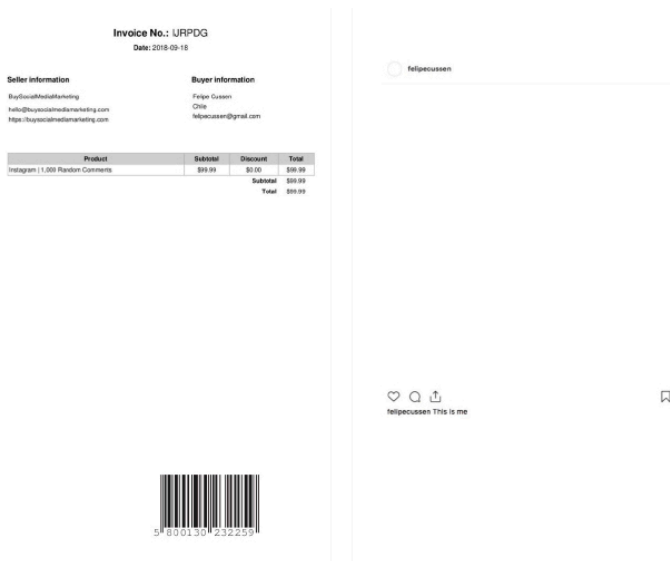 Invoice No.: IJRPDG
Date: 2018-09-18
Seller information
BuySocialMediaMarketing
hello@buysocialmediamarketing.com
https://buysocialmediamarketing.com
Buyer information
Felipe Cussen
Chile
felipecussen@gmail.com
Product Subtotal Discount Total
Instagram | 1,000 Random Comments $99.99 $0.00 $99.99
Subtotal $99.99
Total $99.99
5 800130 232259
felipecussen
felipecussen This is me